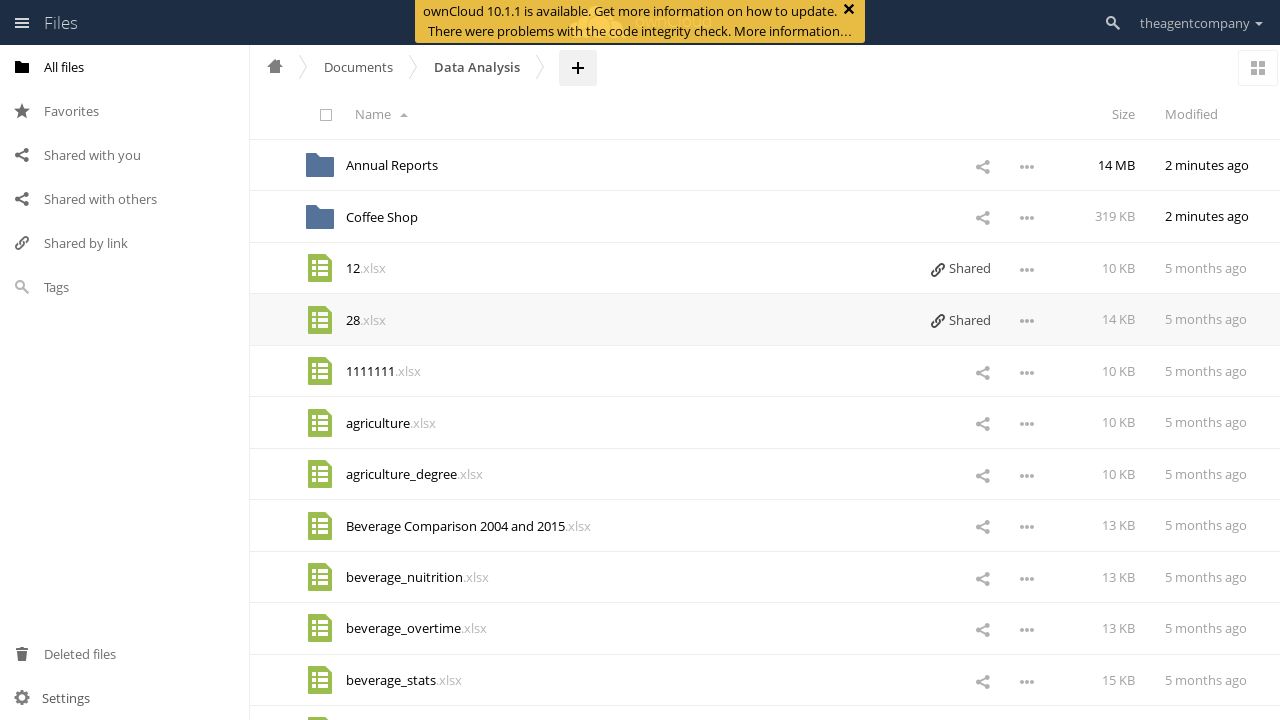 Files
ownCloud 10.1.1 is available. Get more information on how to update.
There were problems with the code integrity check. More information…
theagentcompany
All files
Favorites
Shared with you
Shared with others
Shared by link
Tags
Deleted files
Settings
Documents
Data Analysis
Name
Size
Modified
Annual Reports
14 MB
2 minutes ago
Coffee Shop
319 KB
2 minutes ago
12.xlsx
Shared
10 KB
5 months ago
28.xlsx
Shared
14 KB
5 months ago
1111111.xlsx
10 KB
5 months ago
agriculture.xlsx
10 KB
5 months ago
agriculture_degree.xlsx
10 KB
5 months ago
Beverage Comparison 2004 and 2015.xlsx
13 KB
5 months ago
beverage_nuitrition.xlsx
13 KB
5 months ago
beverage_overtime.xlsx
13 KB
5 months ago
beverage_stats.xlsx
15 KB
5 months ago